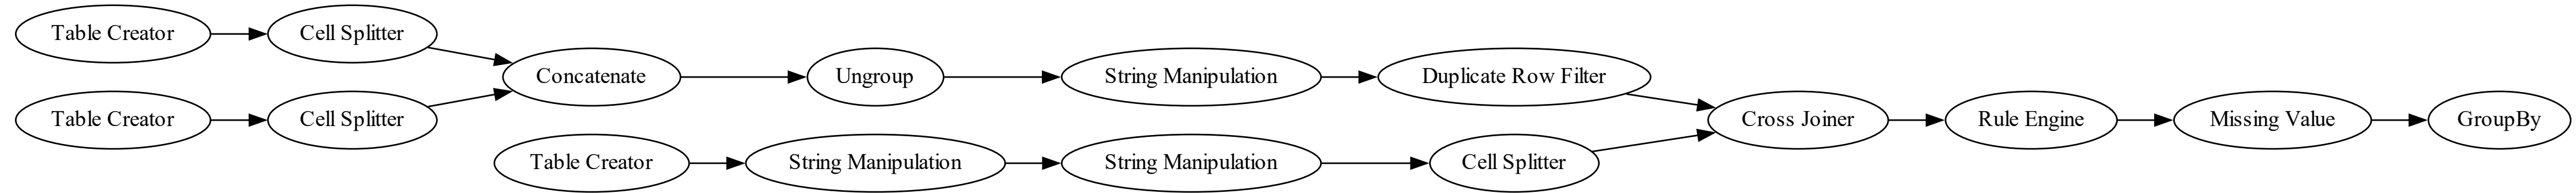 Table Creator
Cell Splitter
Table Creator
Cell Splitter
Concatenate
Ungroup
String Manipulation
Duplicate Row Filter
Table Creator
String Manipulation
String Manipulation
Cell Splitter
Cross Joiner
Rule Engine
Missing Value
GroupBy